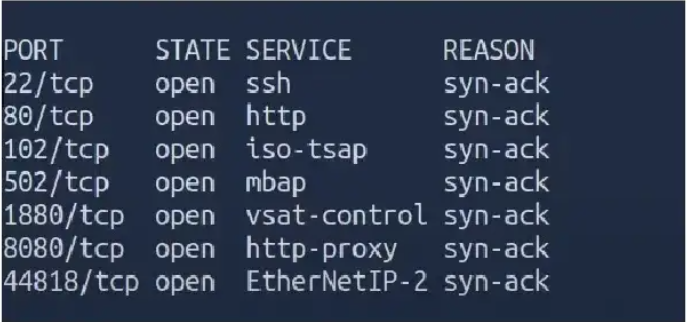 PORT STATE SERVICE REASON
22/tcp open ssh syn-ack
80/tcp open http syn-ack
102/tcp open iso-tsap syn-ack
502/tcp open mbap syn-ack
1880/tcp open vsat-control syn-ack
8080/tcp open http-proxy syn-ack
44818/tcp open EtherNetIP-2 syn-ack